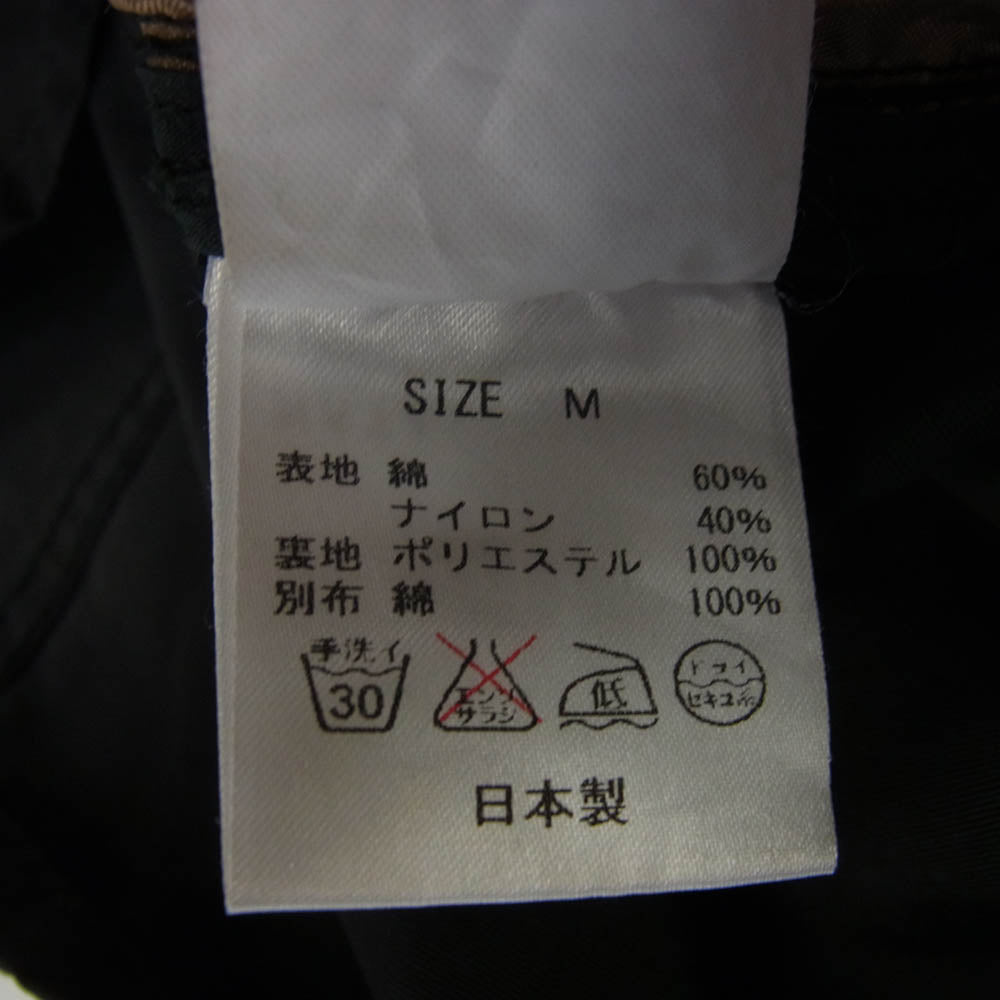 SIZE M
表地 綿 60%
ナイロン 40%
裏地 ポリエステル 100%
別布 綿 100%
手洗イ
30
エンソ
サラシ
低
ドライ
セキユ系
日本製